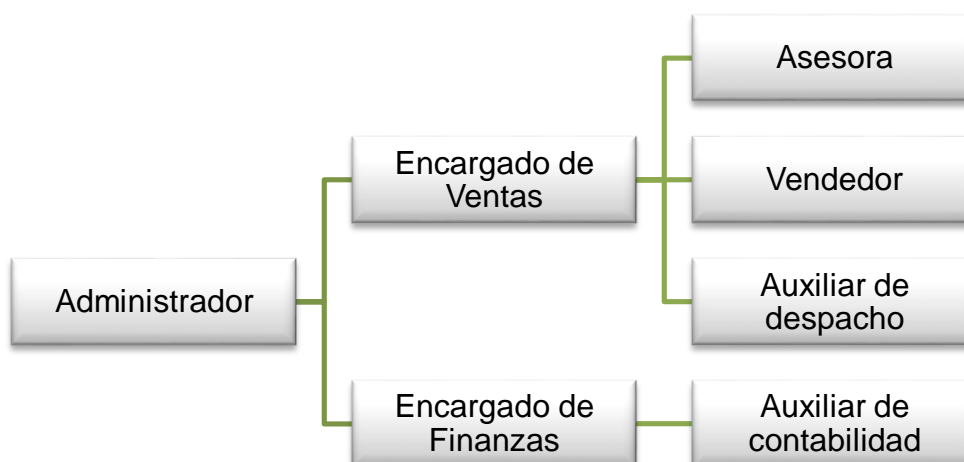 Administrador
Encargado de
Ventas
Asesora
Vendedor
Auxiliar de
despacho
Encargado de
Finanzas
Auxiliar de
contabilidad